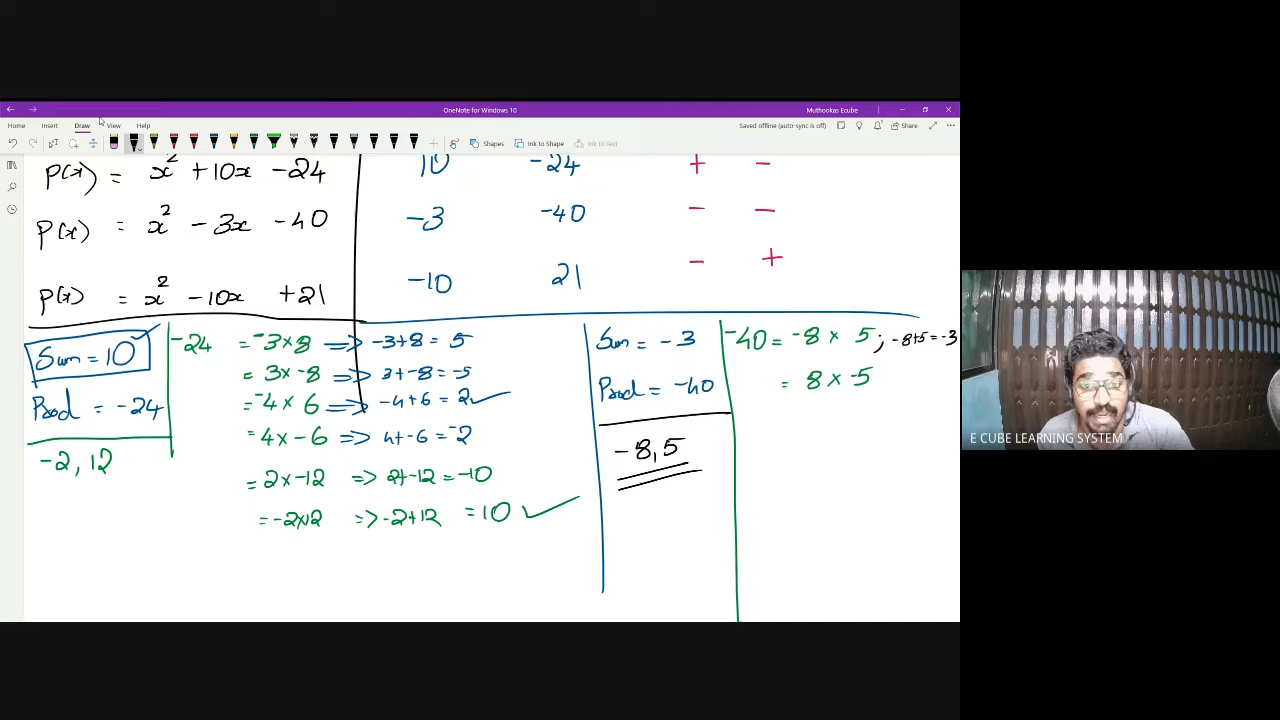 OneNote for Windows 10
Muthookas Ecube
Home Insert Draw View Help
Saved offline (auto-sync is off)
Share
Shapes
Ink to Shape
Ink to Text
P(x) = x² +10x -24
10 -24 + -
P(x) = x² - 3x -40
-3 -40 - -
P(x) = x² -10x +21
-10 21 - +
Sum = 10
Prod = -24
-2, 12
-24 = -3×8 => -3+8 = 5
= 3×-8 => 3+-8 = -5
= -4×6 => -4+6 = 2
= 4×-6 => 4+-6 = -2
= 2×-12 => 2+-12 = -10
= -2×12 => -2+12 = 10
Sum = -3
Prod = -40
-8, 5
-40 = -8 × 5 ; -8+5 = -3
= 8 × -5
E CUBE LEARNING SYSTEM